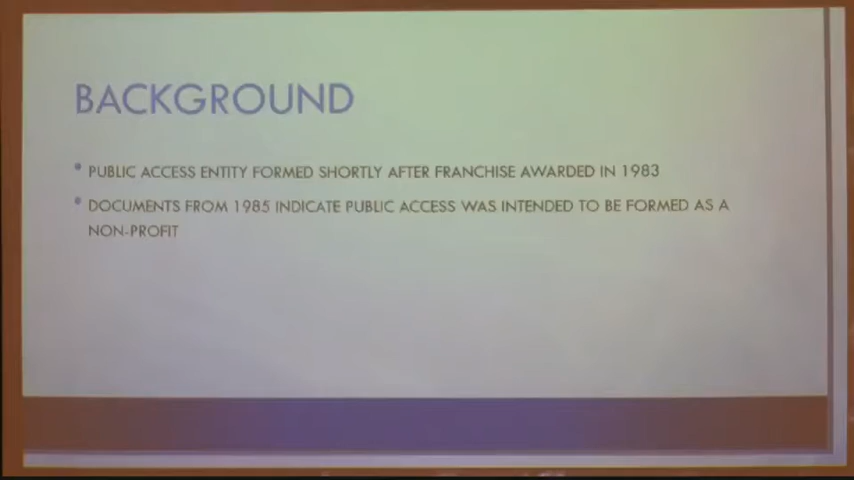 BACKGROUND
• PUBLIC ACCESS ENTITY FORMED SHORTLY AFTER FRANCHISE AWARDED IN 1983
• DOCUMENTS FROM 1985 INDICATE PUBLIC ACCESS WAS INTENDED TO BE FORMED AS A
NON-PROFIT